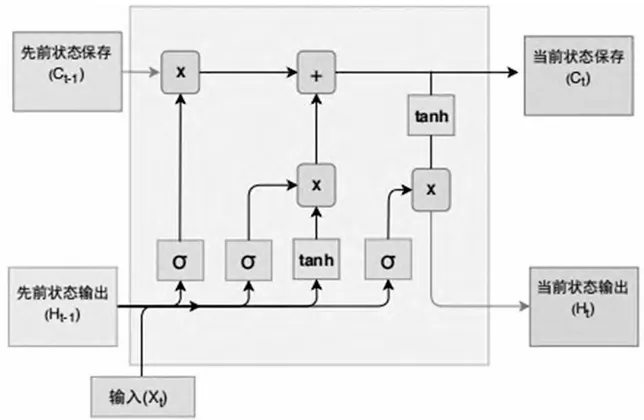 先前状态保存
(Ct-1)
x
+
当前状态保存
(Ct)
tanh
x
x
σ
σ
tanh
σ
先前状态输出
(Ht-1)
当前状态输出
(Ht)
输入(Xt)